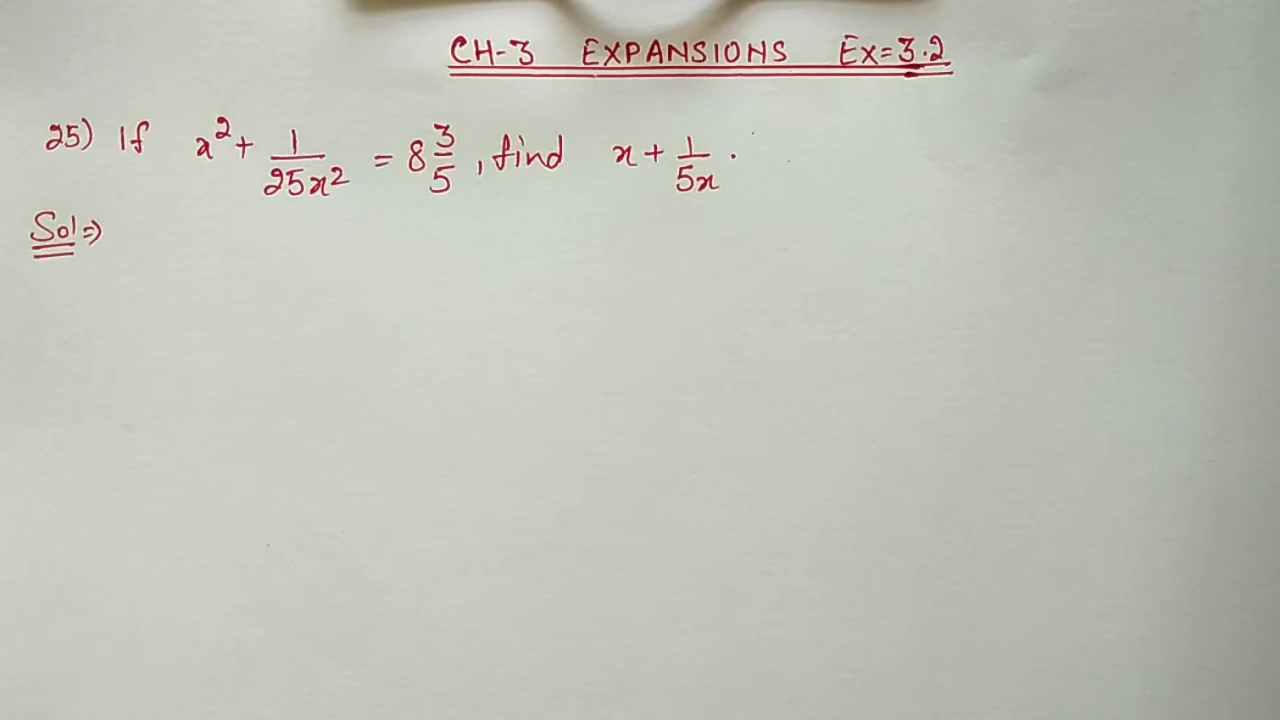 CH-3 EXPANSIONS Ex=3.2
25) If x² + 1/25x² = 8 3/5, find x + 1/5x.
Sol⇒